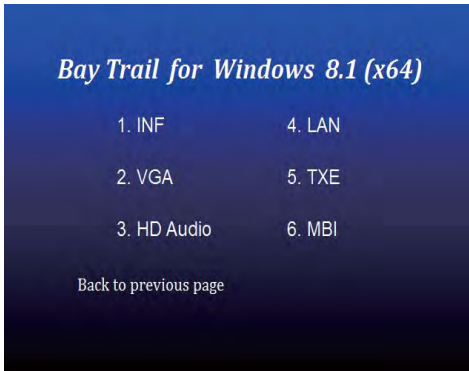 Bay Trail for Windows 8.1 (x64)
1. INF
2. VGA
3. HD Audio
4. LAN
5. TXE
6. MBI
Back to previous page